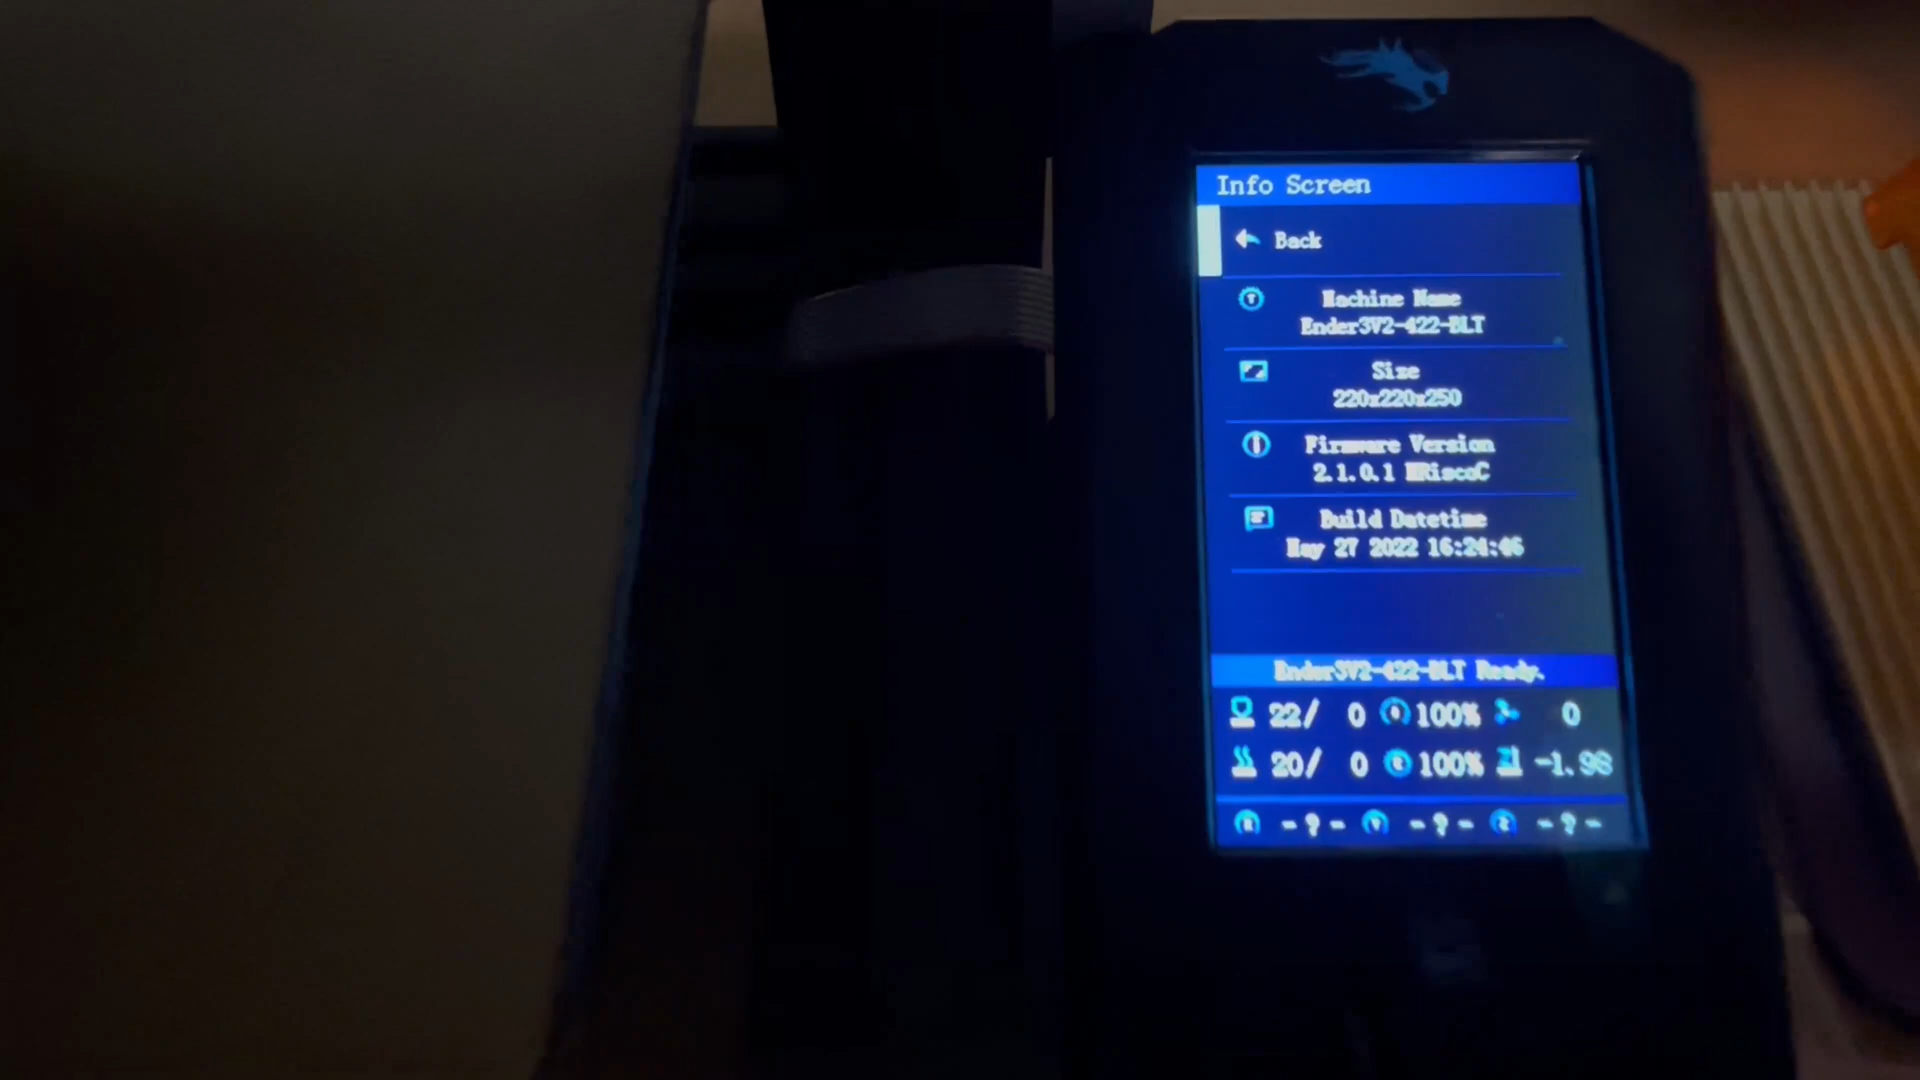 Info Screen
Back
Machine Name
Ender3V2-422-BLT
Size
220x220x250
Firmware Version
2.1.0.1 MRiscoC
Build Datetime
May 27 2022 16:24:46
Ender3V2-422-BLT Ready.
22/ 0 100% 0
20/ 0 E 100% Z -1.98
X -?- Y -?- Z -?-